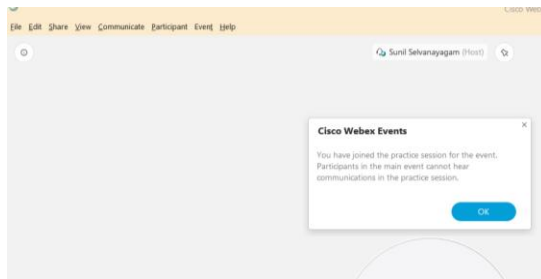 Cisco Web
File Edit Share View Communicate Participant Event Help
Sunil Selvanayagam (Host)
Cisco Webex Events
You have joined the practice session for the event.
Participants in the main event cannot hear
communications in the practice session.
OK